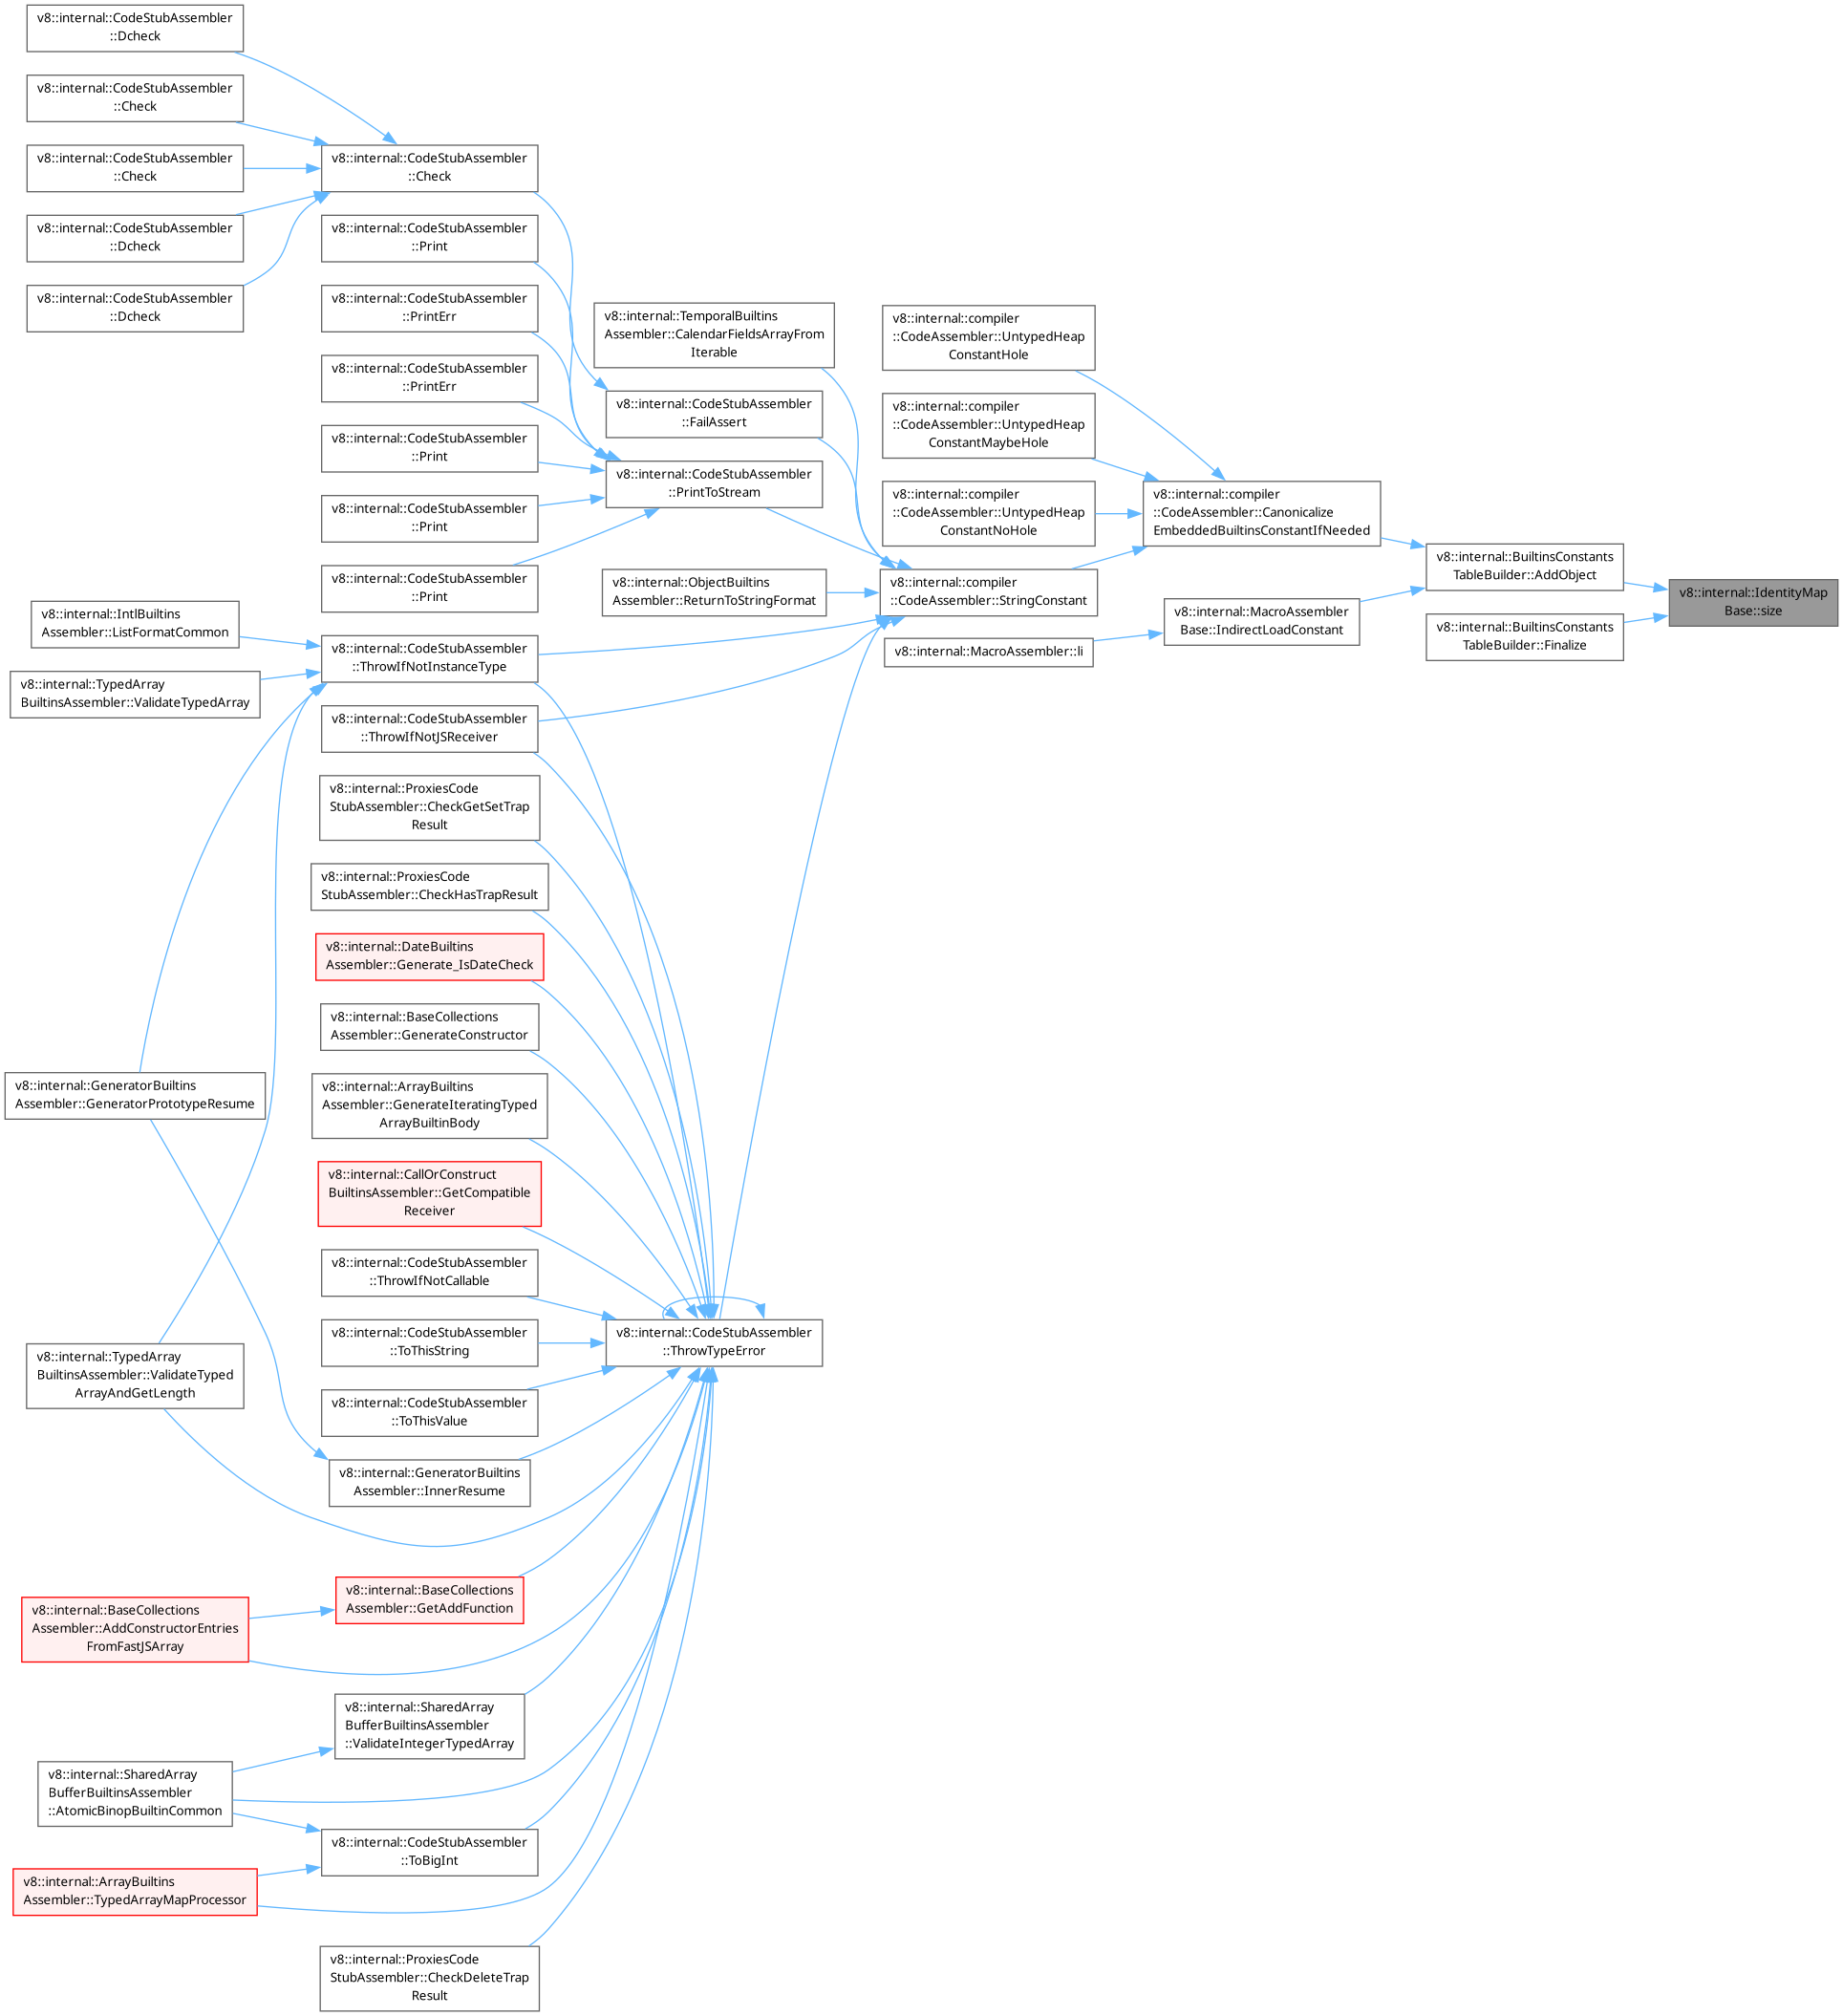 v8::internal::CodeStubAssembler
::Dcheck
v8::internal::CodeStubAssembler
::Check
v8::internal::CodeStubAssembler
::Check
v8::internal::CodeStubAssembler
::Dcheck
v8::internal::CodeStubAssembler
::Dcheck
v8::internal::IntlBuiltins
Assembler::ListFormatCommon
v8::internal::TypedArray
BuiltinsAssembler::ValidateTypedArray
v8::internal::GeneratorBuiltins
Assembler::GeneratorPrototypeResume
v8::internal::TypedArray
BuiltinsAssembler::ValidateTyped
ArrayAndGetLength
v8::internal::BaseCollections
Assembler::AddConstructorEntries
FromFastJSArray
v8::internal::SharedArray
BufferBuiltinsAssembler
::AtomicBinopBuiltinCommon
v8::internal::ArrayBuiltins
Assembler::TypedArrayMapProcessor
v8::internal::CodeStubAssembler
::Check
v8::internal::CodeStubAssembler
::Print
v8::internal::CodeStubAssembler
::PrintErr
v8::internal::CodeStubAssembler
::PrintErr
v8::internal::CodeStubAssembler
::Print
v8::internal::CodeStubAssembler
::Print
v8::internal::CodeStubAssembler
::Print
v8::internal::CodeStubAssembler
::ThrowIfNotInstanceType
v8::internal::CodeStubAssembler
::ThrowIfNotJSReceiver
v8::internal::ProxiesCode
StubAssembler::CheckGetSetTrap
Result
v8::internal::ProxiesCode
StubAssembler::CheckHasTrapResult
v8::internal::DateBuiltins
Assembler::Generate_IsDateCheck
v8::internal::BaseCollections
Assembler::GenerateConstructor
v8::internal::ArrayBuiltins
Assembler::GenerateIteratingTyped
ArrayBuiltinBody
v8::internal::CallOrConstruct
BuiltinsAssembler::GetCompatible
Receiver
v8::internal::CodeStubAssembler
::ThrowIfNotCallable
v8::internal::CodeStubAssembler
::ToThisString
v8::internal::CodeStubAssembler
::ToThisValue
v8::internal::GeneratorBuiltins
Assembler::InnerResume
v8::internal::BaseCollections
Assembler::GetAddFunction
v8::internal::SharedArray
BufferBuiltinsAssembler
::ValidateIntegerTypedArray
v8::internal::CodeStubAssembler
::ToBigInt
v8::internal::ProxiesCode
StubAssembler::CheckDeleteTrap
Result
v8::internal::TemporalBuiltins
Assembler::CalendarFieldsArrayFrom
Iterable
v8::internal::CodeStubAssembler
::FailAssert
v8::internal::CodeStubAssembler
::PrintToStream
v8::internal::ObjectBuiltins
Assembler::ReturnToStringFormat
v8::internal::CodeStubAssembler
::ThrowTypeError
v8::internal::compiler
::CodeAssembler::UntypedHeap
ConstantHole
v8::internal::compiler
::CodeAssembler::UntypedHeap
ConstantMaybeHole
v8::internal::compiler
::CodeAssembler::UntypedHeap
ConstantNoHole
v8::internal::compiler
::CodeAssembler::StringConstant
v8::internal::MacroAssembler::li
v8::internal::compiler
::CodeAssembler::Canonicalize
EmbeddedBuiltinsConstantIfNeeded
v8::internal::MacroAssembler
Base::IndirectLoadConstant
v8::internal::BuiltinsConstants
TableBuilder::AddObject
v8::internal::BuiltinsConstants
TableBuilder::Finalize
v8::internal::IdentityMap
Base::size